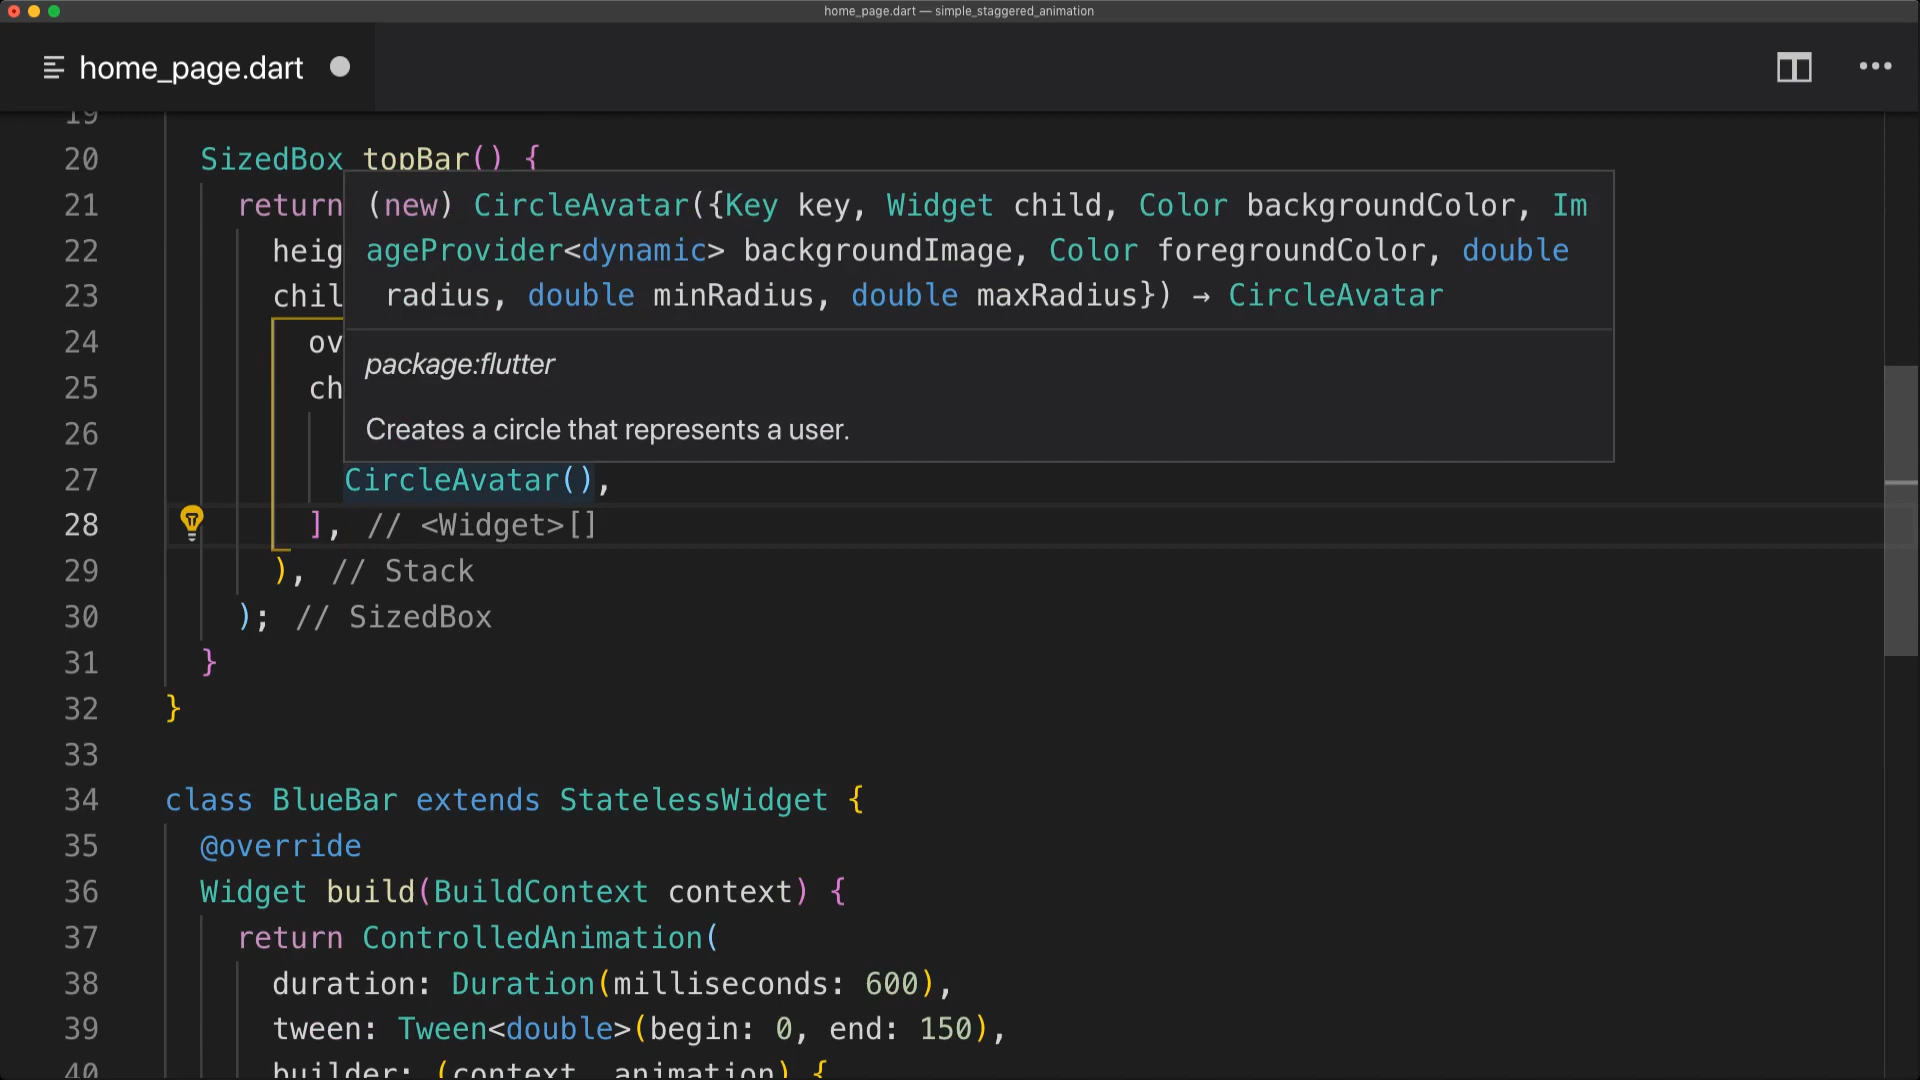 home_page.dart — simple_staggered_animation
home_page.dart
19
20 SizedBox topBar() {
21 return
22 heig
23 chil
24 ov
25 ch
26
(new) CircleAvatar({Key key, Widget child, Color backgroundColor, Im
ageProvider<dynamic> backgroundImage, Color foregroundColor, double
radius, double minRadius, double maxRadius}) → CircleAvatar
package:flutter
Creates a circle that represents a user.
27 CircleAvatar(),
28 ], // <Widget>[]
29 ), // Stack
30 ); // SizedBox
31 }
32 }
33
34 class BlueBar extends StatelessWidget {
35 @override
36 Widget build(BuildContext context) {
37 return ControlledAnimation(
38 duration: Duration(milliseconds: 600),
39 tween: Tween<double>(begin: 0, end: 150),
40 builder: (context, animation) {